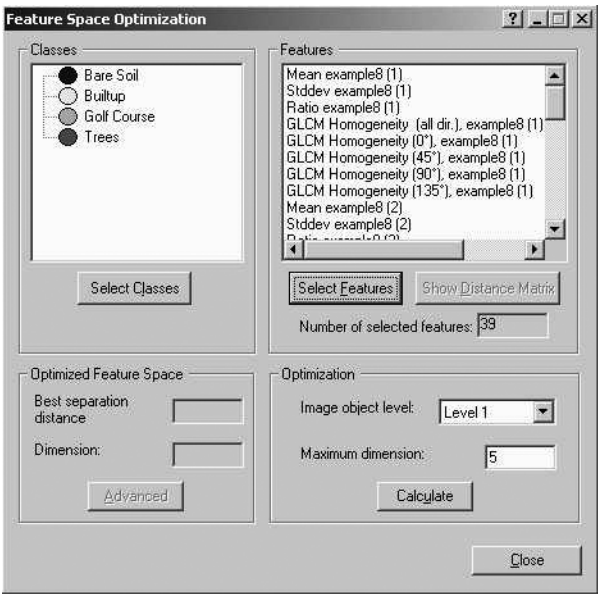 Feature Space Optimization
Classes
Bare Soil
Builtup
Golf Course
Trees
Select Classes
Features
Mean example8 (1)
Stddev example8 (1)
Ratio example8 (1)
GLCM Homogeneity (all dir.), example8 (1)
GLCM Homogeneity (0°), example8 (1)
GLCM Homogeneity (45°), example8 (1)
GLCM Homogeneity (90°), example8 (1)
GLCM Homogeneity (135°), example8 (1)
Mean example8 (2)
Stddev example8 (2)
Ratio example8 (2)
Select Features
Show Distance Matrix
Number of selected features: 39
Optimized Feature Space
Best separation
distance
Dimension:
Advanced
Optimization
Image object level: Level 1
Maximum dimension: 5
Calculate
Close